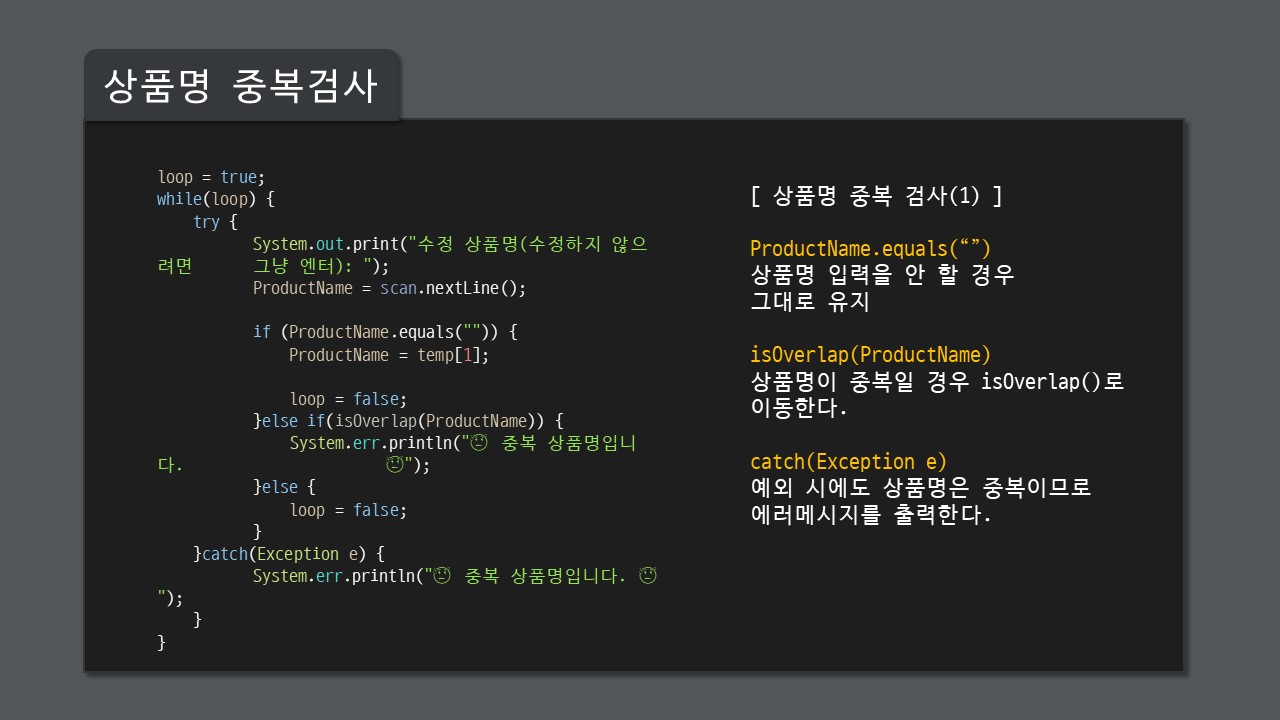 상품명 중복검사
loop = true;
while(loop) {
try {
System.out.print("수정 상품명(수정하지 않으
려면 그냥 엔터): ");
ProductName = scan.nextLine();
if (ProductName.equals("")) {
ProductName = temp[1];
loop = false;
}else if(isOverlap(ProductName)) {
System.err.println("😈 중복 상품명입니
다. 😈");
}else {
loop = false;
}
}catch(Exception e) {
System.err.println("😈 중복 상품명입니다. 😈
");
}
}
[ 상품명 중복 검사(1) ]
ProductName.equals(“”)
상품명 입력을 안 할 경우
그대로 유지
isOverlap(ProductName)
상품명이 중복일 경우 isOverlap()로
이동한다.
catch(Exception e)
예외 시에도 상품명은 중복이므로
에러메시지를 출력한다.